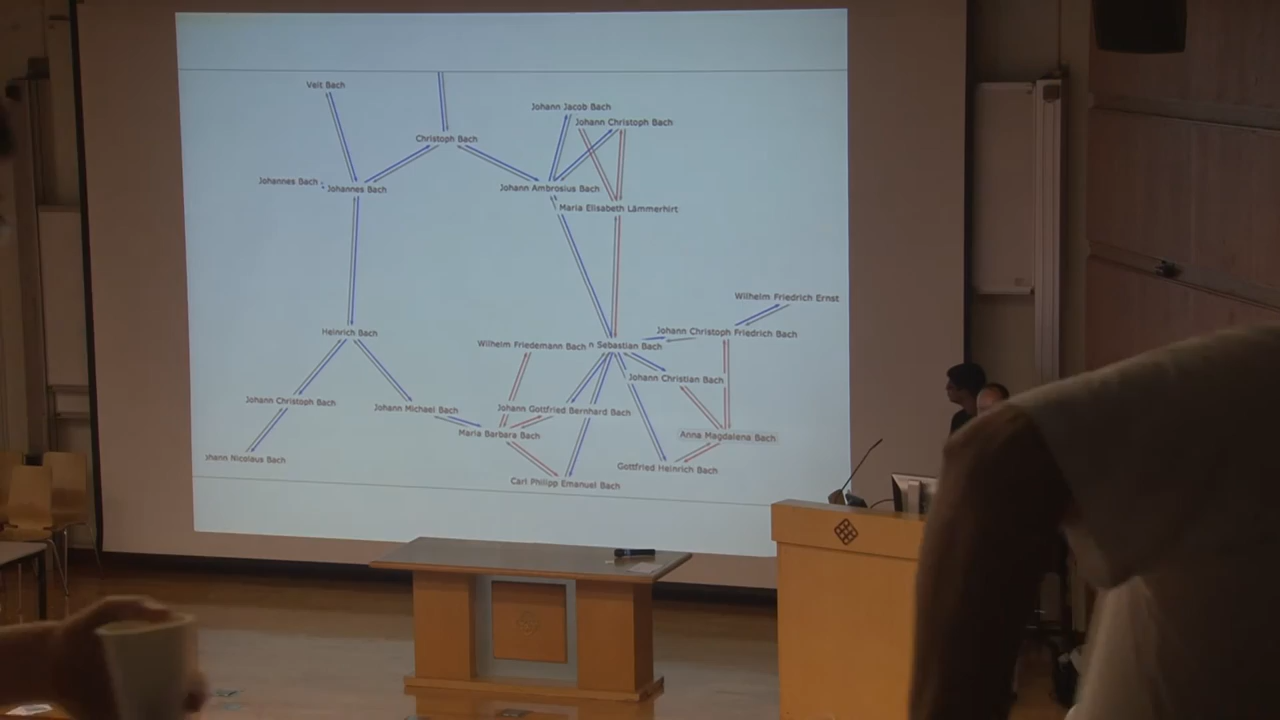 Veit Bach
Johann Jacob Bach
Johann Christoph Bach
Christoph Bach
Johannes Bach
Johannes Bach
Johann Ambrosius Bach
Maria Elisabeth Lämmerhirt
Wilhelm Friedrich Ernst
Heinrich Bach
Johann Christoph Friedrich Bach
Wilhelm Friedemann Bach
n Sebastian Bach
Johann Christian Bach
Johann Christoph Bach
Johann Michael Bach
Johann Gottfried Bernhard Bach
Maria Barbara Bach
Anna Magdalena Bach
ohann Nicolaus Bach
Gottfried Heinrich Bach
Carl Philipp Emanuel Bach